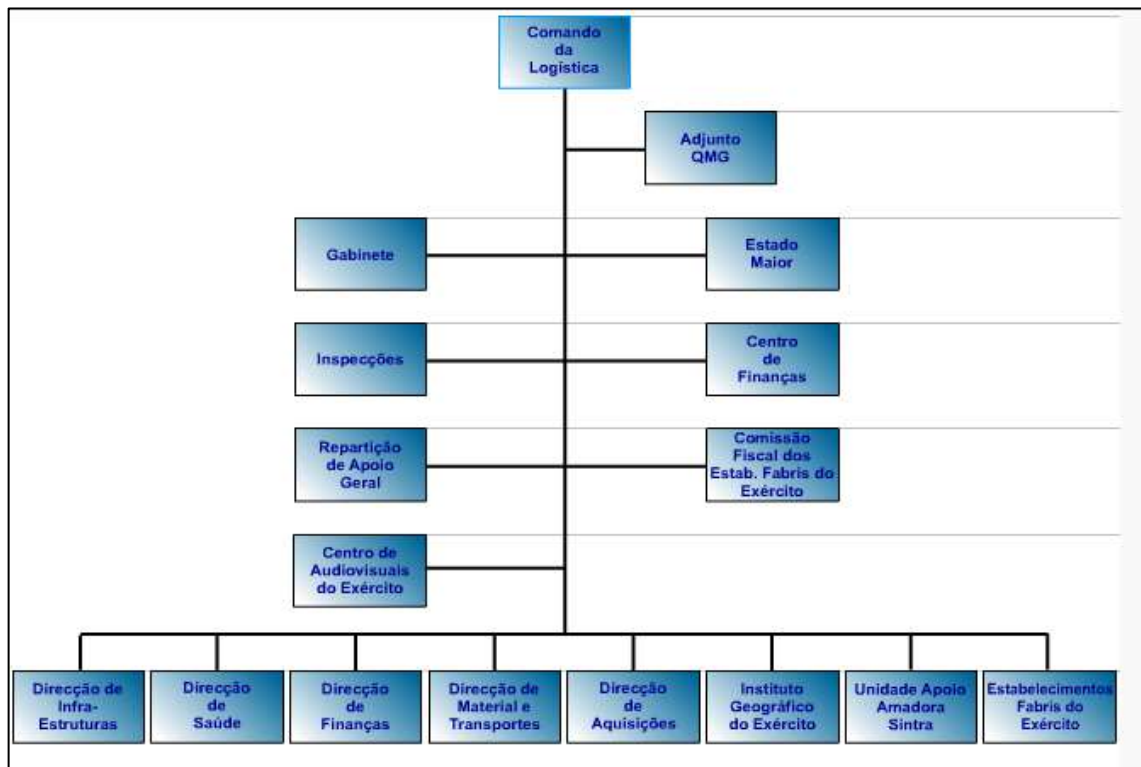 Comando
da
Logística
Adjunto
QMG
Gabinete
Estado
Maior
Inspecções
Centro
de
Finanças
Repartição
de Apoio
Geral
Comissão
Fiscal dos
Estab. Fabris do
Exército
Centro de
Audiovisuais
do Exército
Direcção de
Infra-
Estruturas
Direcção
de
Saúde
Direcção
de
Finanças
Direcção de
Material e
Transportes
Direcção
de
Aquisições
Instituto
Geográfico
do Exército
Unidade Apoio
Amadora
Sintra
Estabelecimentos
Fabris do
Exército